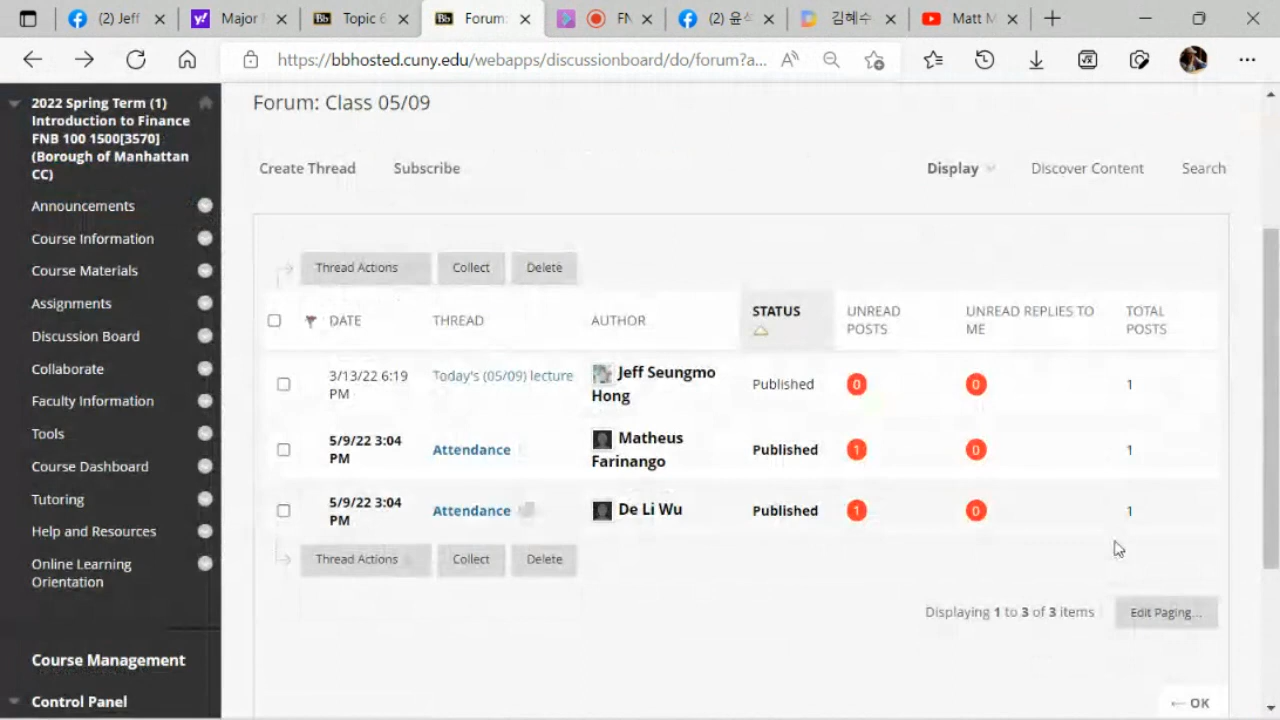 (2) Jeff
Major
Topic 6
Forum:
FN
(2) 윤
김혜수
Matt M
https://bbhosted.cuny.edu/webapps/discussionboard/do/forum?a...
2022 Spring Term (1)
Introduction to Finance
FNB 100 1500[3570]
(Borough of Manhattan
CC)
Announcements
Course Information
Course Materials
Assignments
Discussion Board
Collaborate
Faculty Information
Tools
Course Dashboard
Tutoring
Help and Resources
Online Learning
Orientation
Course Management
Control Panel
Forum: Class 05/09
Create Thread
Subscribe
Display
Discover Content
Search
Thread Actions
Collect
Delete
DATE
THREAD
AUTHOR
STATUS
UNREAD
POSTS
UNREAD REPLIES TO
ME
TOTAL
POSTS
3/13/22 6:19
PM
Today's (05/09) lecture
Jeff Seungmo
Hong
Published
0
0
1
5/9/22 3:04
PM
Attendance
Matheus
Farinango
Published
1
0
1
5/9/22 3:04
PM
Attendance
De Li Wu
Published
1
0
1
Thread Actions
Collect
Delete
Displaying 1 to 3 of 3 items
Edit Paging...
← OK